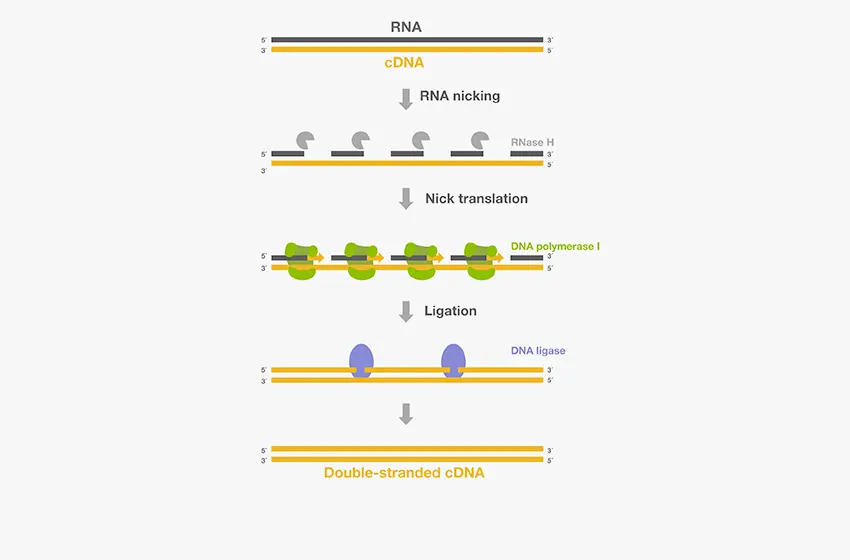 RNA
5´ 3´
3´ 5´
cDNA
RNA nicking
RNase H
5´ 3´
5´
3´
Nick translation
DNA polymerase I
5´ 3´
3´ 5´
Ligation
DNA ligase
5´ 3´
3´ 5´
5´ 3´
3´ 5´
Double-stranded cDNA